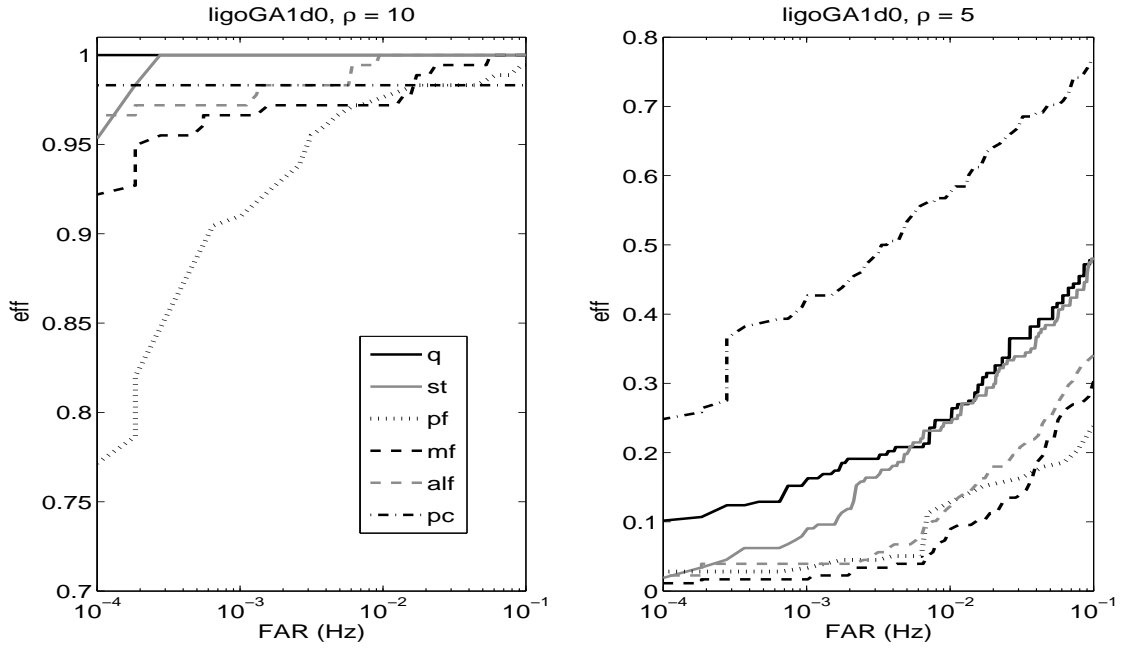 ligoGA1d0, ρ = 10
1
0.95
0.9
0.85
0.8
0.75
0.7
eff
10⁻⁴
10⁻³
10⁻²
10⁻¹
FAR (Hz)
q
st
pf
mf
alf
pc
ligoGA1d0, ρ = 5
0.8
0.7
0.6
0.5
0.4
0.3
0.2
0.1
0
eff
10⁻⁴
10⁻³
10⁻²
10⁻¹
FAR (Hz)